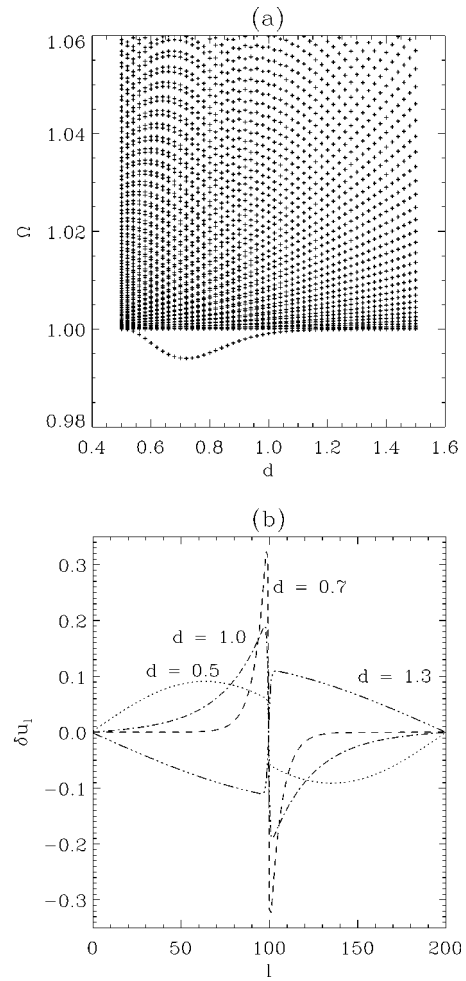 (a)
1.06
1.04
1.02
1.00
0.98
Ω
0.4 0.6 0.8 1.0 1.2 1.4 1.6
d
(b)
0.3
0.2
0.1
0.0
-0.1
-0.2
-0.3
δu_l
d = 0.7
d = 1.0
d = 0.5
d = 1.3
0 50 100 150 200
l